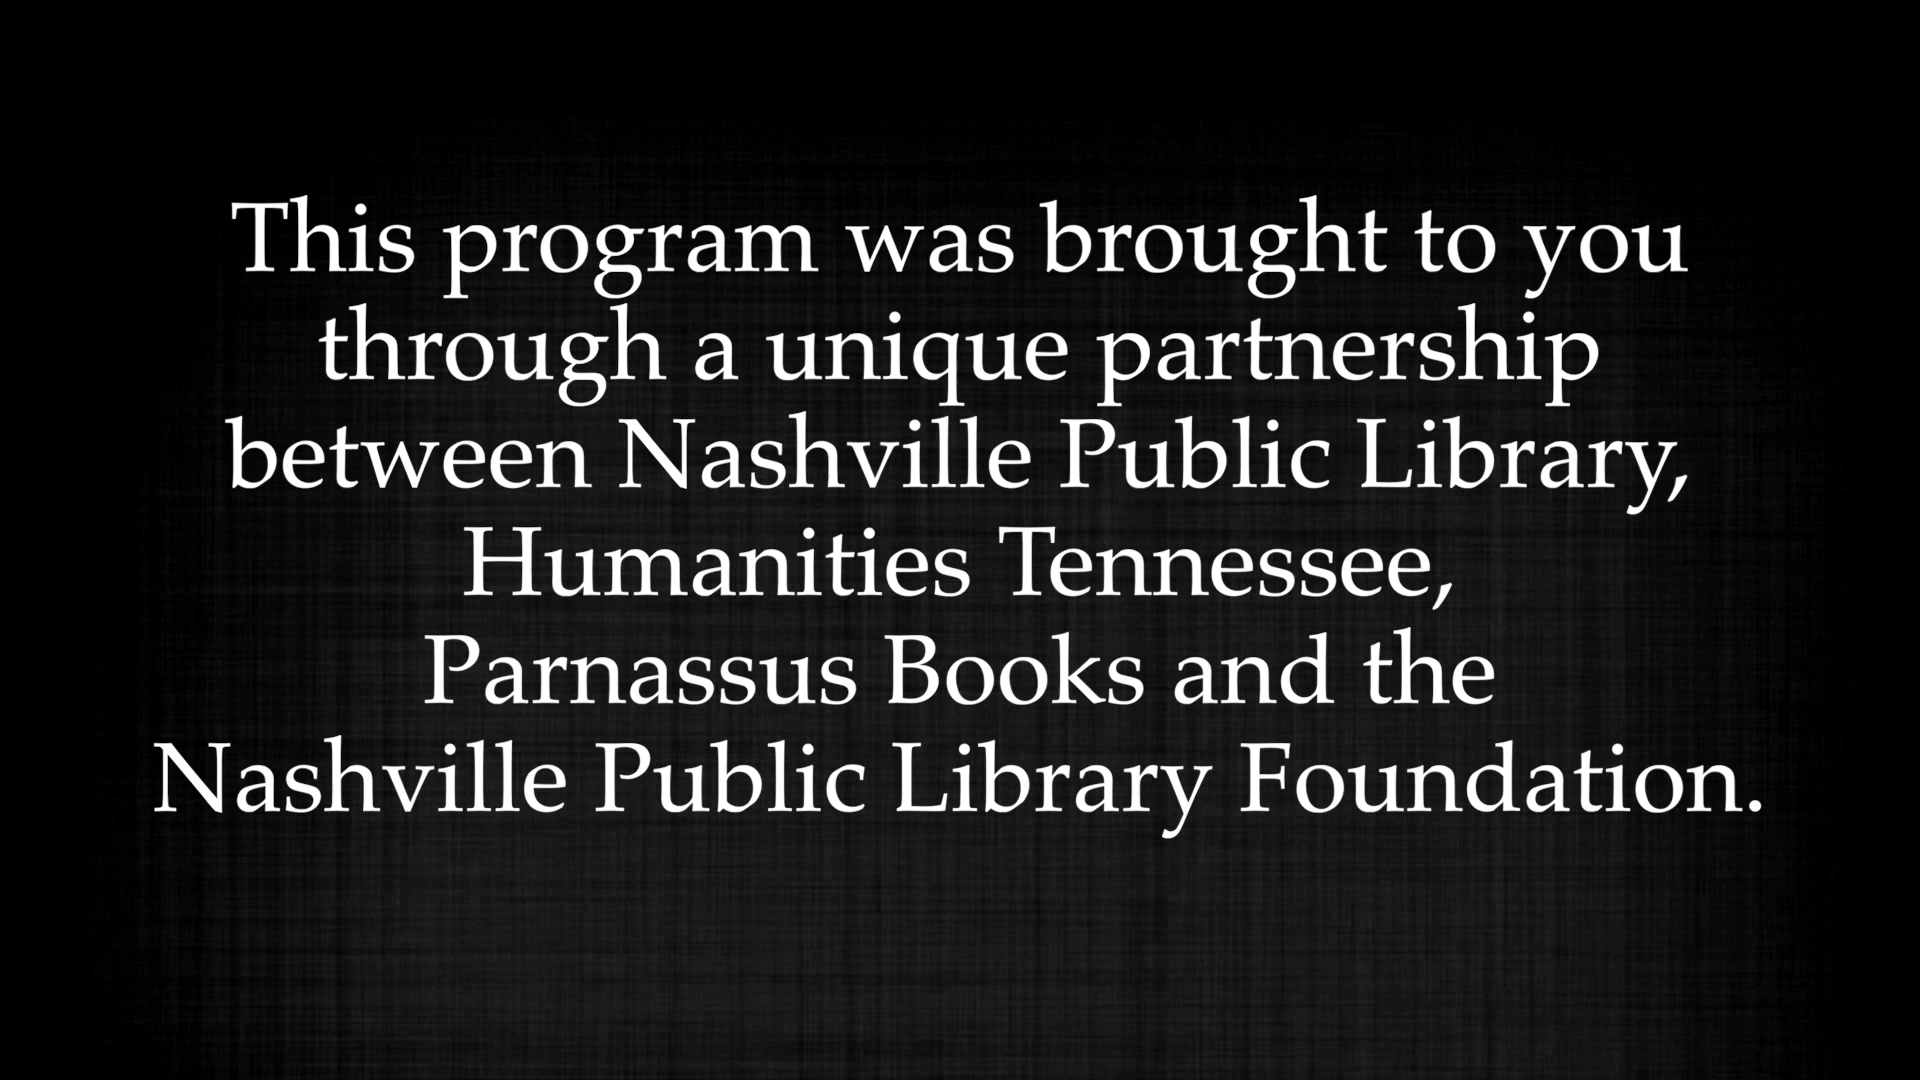 This program was brought to you
through a unique partnership
between Nashville Public Library,
Humanities Tennessee,
Parnassus Books and the
Nashville Public Library Foundation.